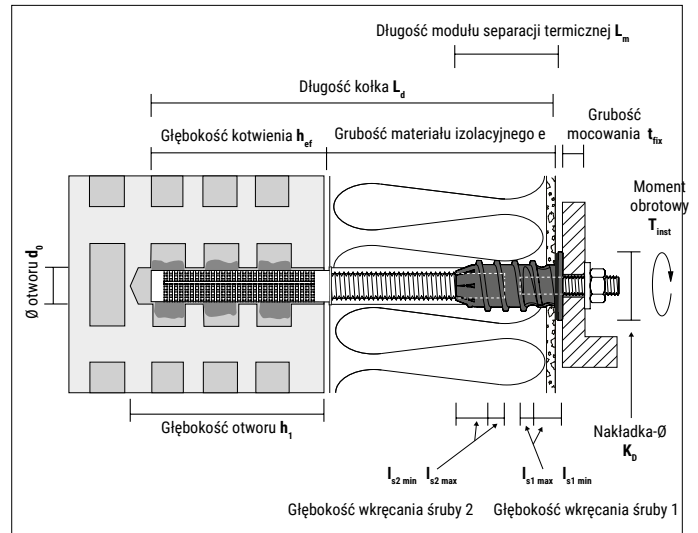 Długość modułu separacji termicznej Lm
Długość kołka Ld
Głębokość kotwienia hef
Grubość materiału izolacyjnego e
Grubość
mocowania tfix
Moment
obrotowy
Tinst
Ø otworu d0
Głębokość otworu h1
Nakładka-Ø
KD
ls2 min ls2 max
ls1 max ls1 min
Głębokość wkręcania śruby 2
Głębokość wkręcania śruby 1